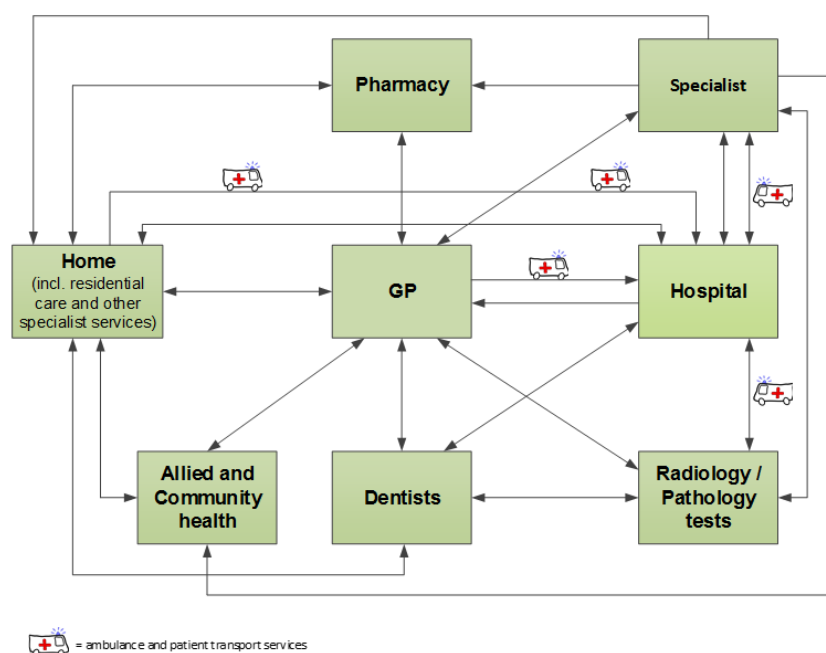 Pharmacy
Specialist
Home
(incl. residential
care and other
specialist services)
GP
Hospital
Allied and
Community
health
Dentists
Radiology /
Pathology
tests
= ambulance and patient transport services